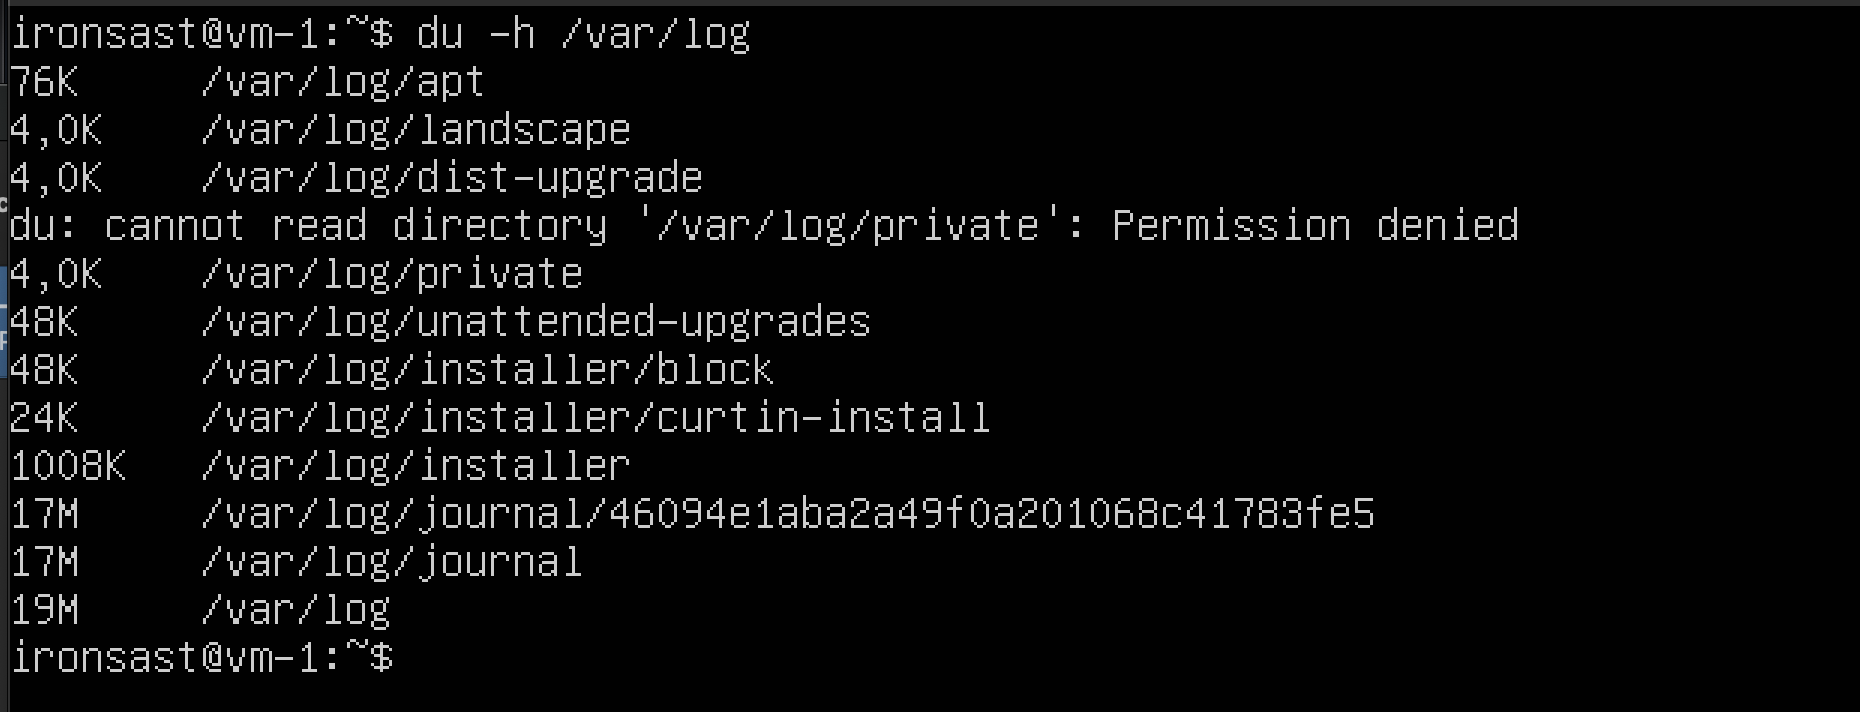 ironsast@vm-1:~$ du -h /var/log
76K     /var/log/apt
4,0K    /var/log/landscape
4,0K    /var/log/dist-upgrade
du: cannot read directory '/var/log/private': Permission denied
4,0K    /var/log/private
48K     /var/log/unattended-upgrades
48K     /var/log/installer/block
24K     /var/log/installer/curtin-install
1008K   /var/log/installer
17M     /var/log/journal/46094e1aba2a49f0a201068c41783fe5
17M     /var/log/journal
19M     /var/log
ironsast@vm-1:~$